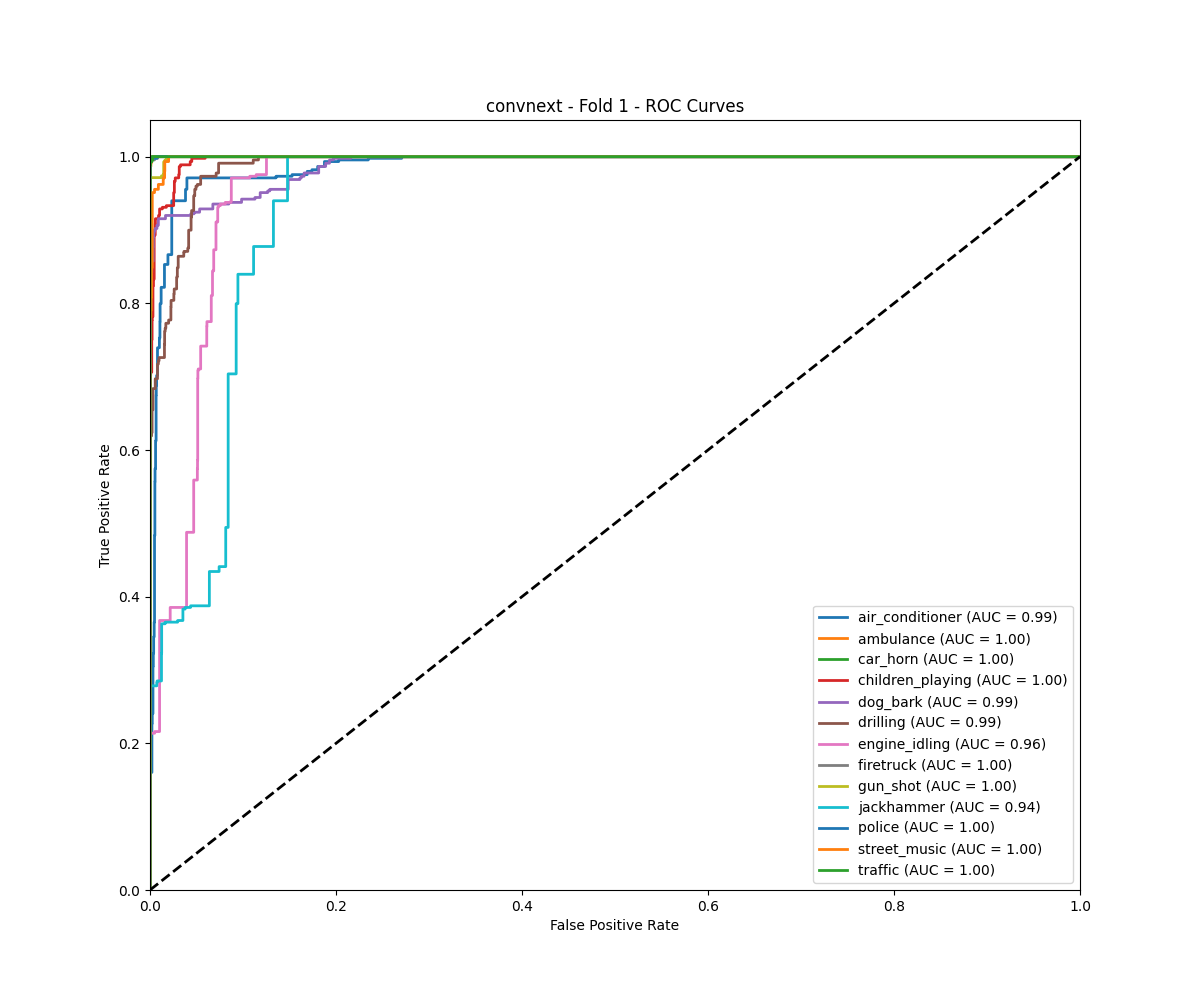 convnext - Fold 1 - ROC Curves
1.0
0.8
0.6
0.4
0.2
0.0
True Positive Rate
0.0 0.2 0.4 0.6 0.8 1.0
False Positive Rate
air_conditioner (AUC = 0.99)
ambulance (AUC = 1.00)
car_horn (AUC = 1.00)
children_playing (AUC = 1.00)
dog_bark (AUC = 0.99)
drilling (AUC = 0.99)
engine_idling (AUC = 0.96)
firetruck (AUC = 1.00)
gun_shot (AUC = 1.00)
jackhammer (AUC = 0.94)
police (AUC = 1.00)
street_music (AUC = 1.00)
traffic (AUC = 1.00)